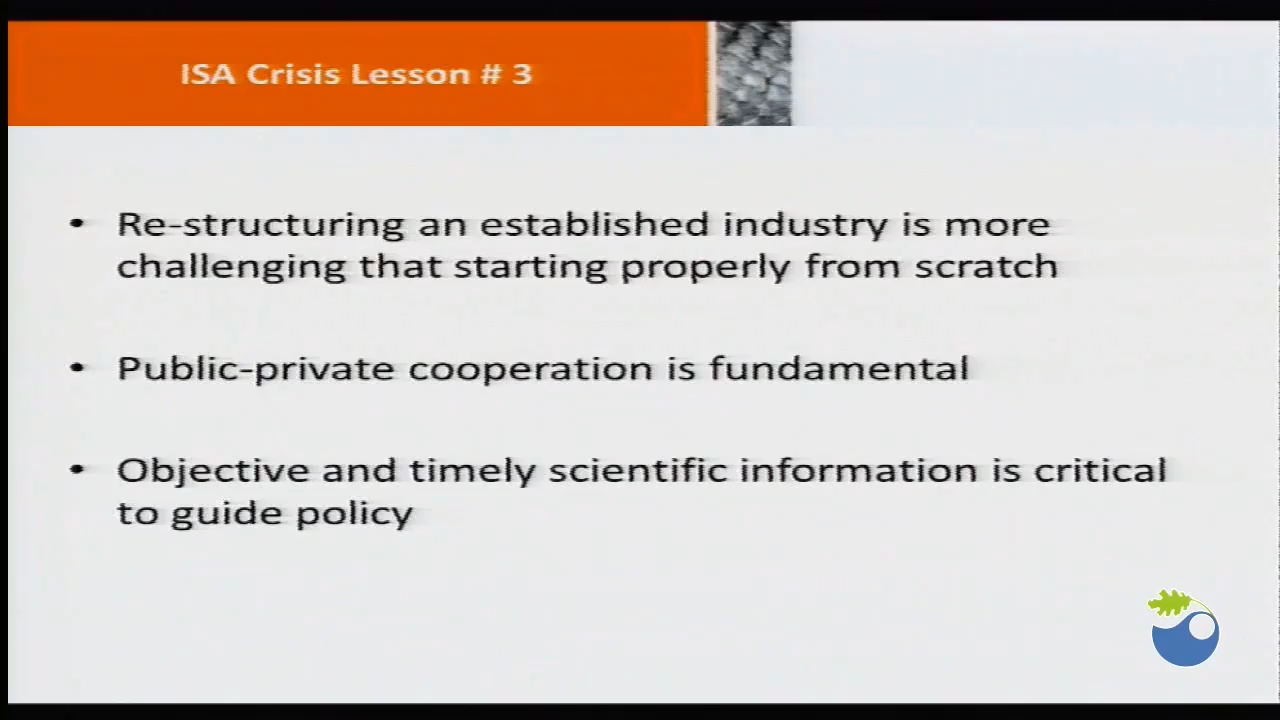 ISA Crisis Lesson # 3
• Re-structuring an established industry is more
challenging that starting properly from scratch
• Public-private cooperation is fundamental
• Objective and timely scientific information is critical
to guide policy